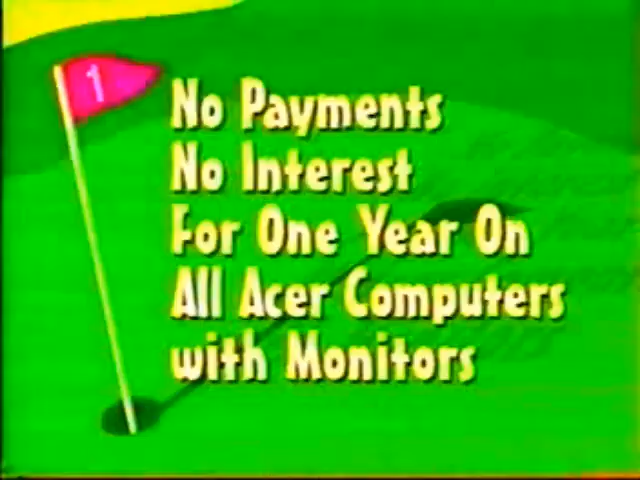 1
No Payments
No Interest
For One Year On
All Acer Computers
with Monitors